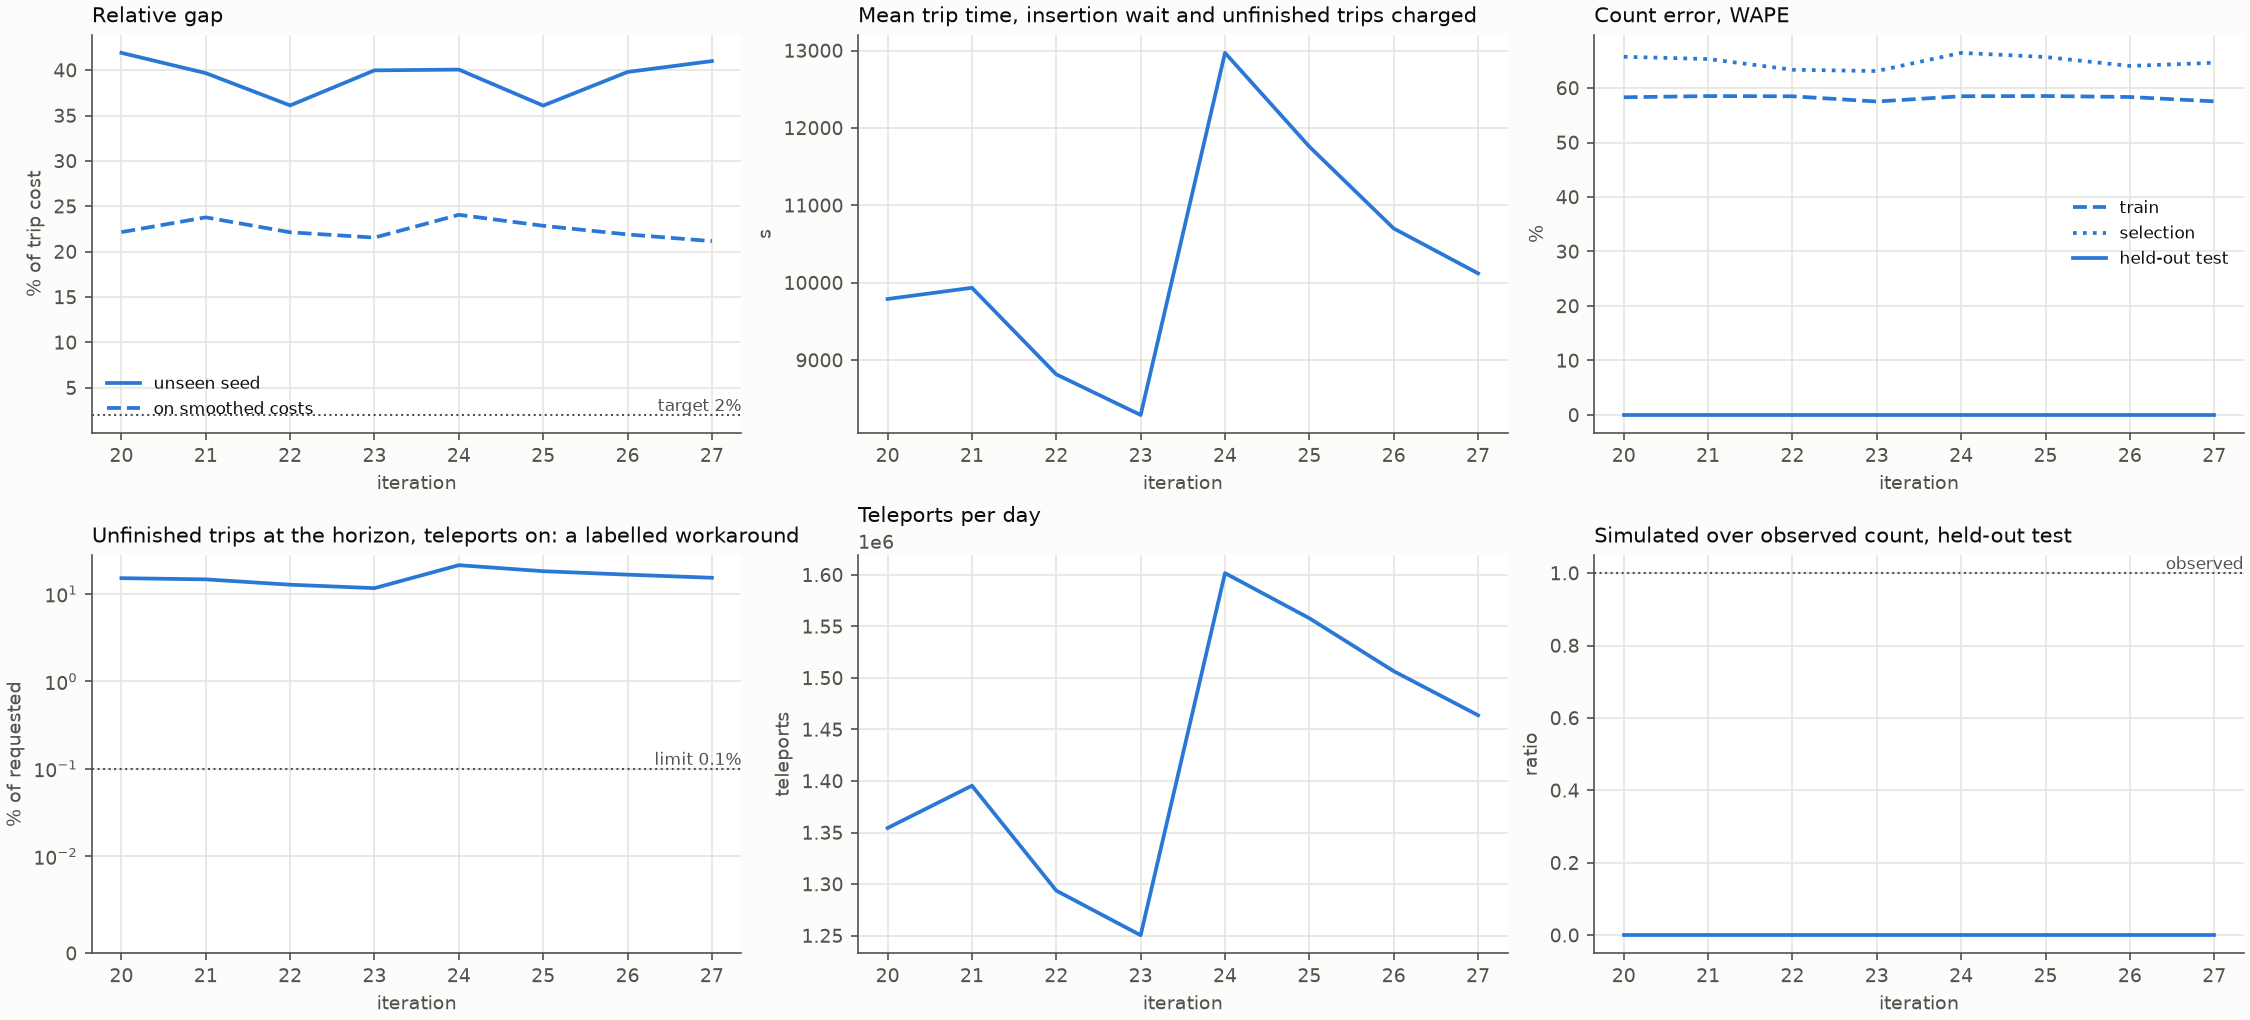 Relative gap
% of trip cost
40
35
30
25
20
15
10
5
unseen seed
on smoothed costs
target 2%
20 21 22 23 24 25 26 27
iteration
Mean trip time, insertion wait and unfinished trips charged
s
13000
12000
11000
10000
9000
20 21 22 23 24 25 26 27
iteration
Count error, WAPE
%
60
50
40
30
20
10
0
train
selection
held-out test
20 21 22 23 24 25 26 27
iteration
Unfinished trips at the horizon, teleports on: a labelled workaround
% of requested
10¹
10⁰
10⁻¹
10⁻²
0
limit 0.1%
20 21 22 23 24 25 26 27
iteration
Teleports per day
1e6
teleports
1.60
1.55
1.50
1.45
1.40
1.35
1.30
1.25
20 21 22 23 24 25 26 27
iteration
Simulated over observed count, held-out test
ratio
observed
1.0
0.8
0.6
0.4
0.2
0.0
20 21 22 23 24 25 26 27
iteration